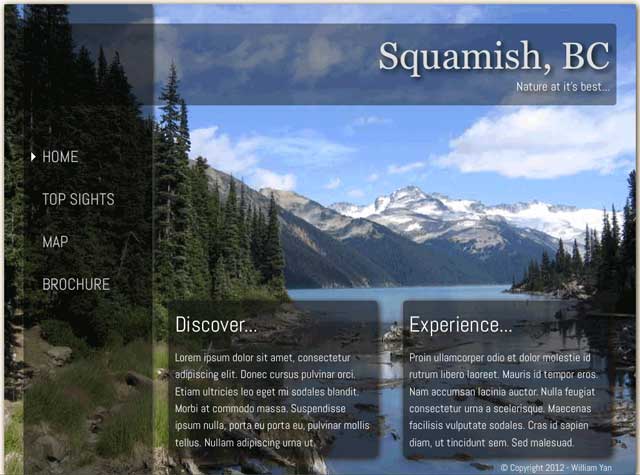 Squamish, BC
Nature at it's best...
HOME
TOP SIGHTS
MAP
BROCHURE
Discover...
Lorem ipsum dolor sit amet, consectetur
adipiscing elit. Donec cursus pulvinar orci.
Etiam ultricies leo eget mi sodales blandit.
Morbi at commodo massa. Suspendisse
ipsum nulla, porta eu porta eu, pulvinar mollis
tellus. Nullam adipiscing urna ut.
Experience...
Proin ullamcorper odio et dolor molestie id
rutrum libero laoreet. Mauris id tempor eros.
Nam accumsan lacinia auctor. Nulla feugiat
consectetur urna a scelerisque. Maecenas
facilisis vulputate sodales. Cras id sapien
diam, ut tincidunt sem. Sed malesuad.
© Copyright 2012 - William Yan